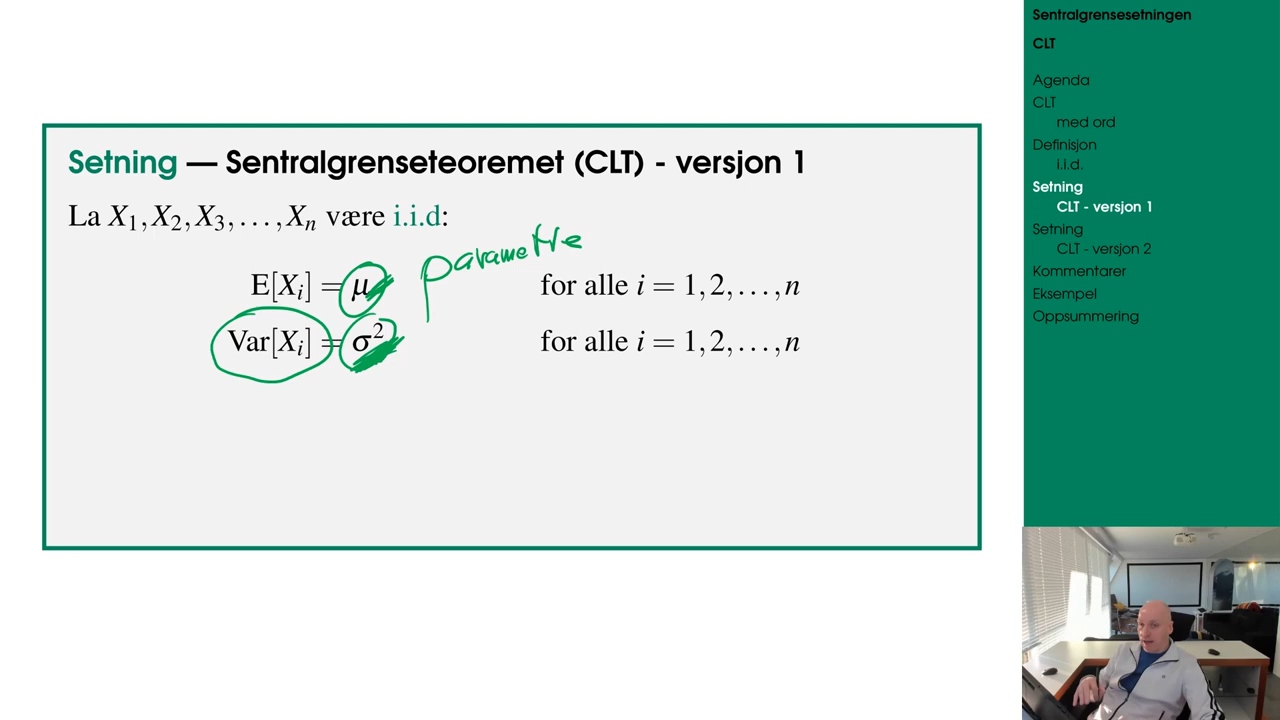 Setning — Sentralgrenseteoremet (CLT) - versjon 1
La X₁, X₂, X₃, . . . , Xₙ være i.i.d:
parametre
E[Xᵢ] = μ for alle i = 1, 2, . . . , n
Var[Xᵢ] = σ² for alle i = 1, 2, . . . , n
Sentralgrensesetningen
CLT
Agenda
CLT
med ord
Definisjon
i.i.d.
Setning
CLT - versjon 1
Setning
CLT - versjon 2
Kommentarer
Eksempel
Oppsummering